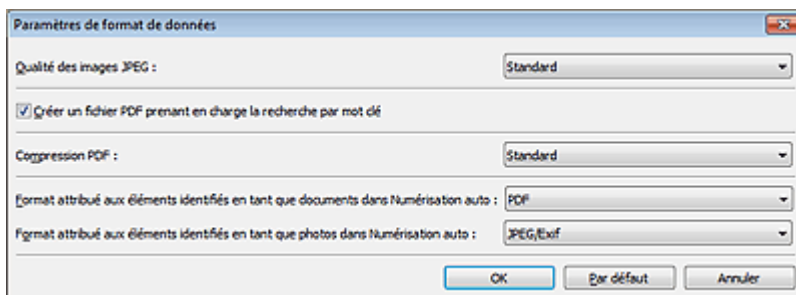 Paramètres de format de données
Qualité des images JPEG : Standard
Créer un fichier PDF prenant en charge la recherche par mot clé
Compression PDF : Standard
Format attribué aux éléments identifiés en tant que documents dans Numérisation auto : PDF
Format attribué aux éléments identifiés en tant que photos dans Numérisation auto : JPEG/Exif
OK Par défaut Annuler